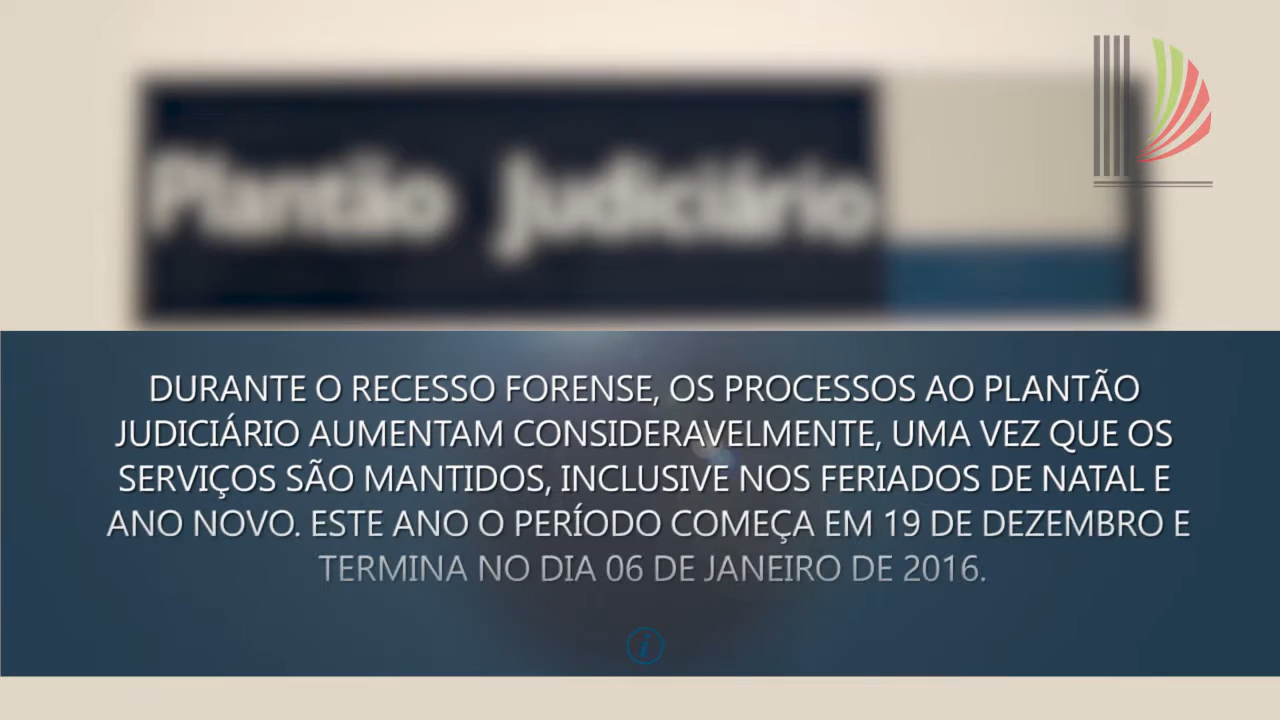 Plantão Judiciário
DURANTE O RECESSO FORENSE, OS PROCESSOS AO PLANTÃO
JUDICIÁRIO AUMENTAM CONSIDERAVELMENTE, UMA VEZ QUE OS
SERVIÇOS SÃO MANTIDOS, INCLUSIVE NOS FERIADOS DE NATAL E
ANO NOVO. ESTE ANO O PERÍODO COMEÇA EM 19 DE DEZEMBRO E
TERMINA NO DIA 06 DE JANEIRO DE 2016.
i